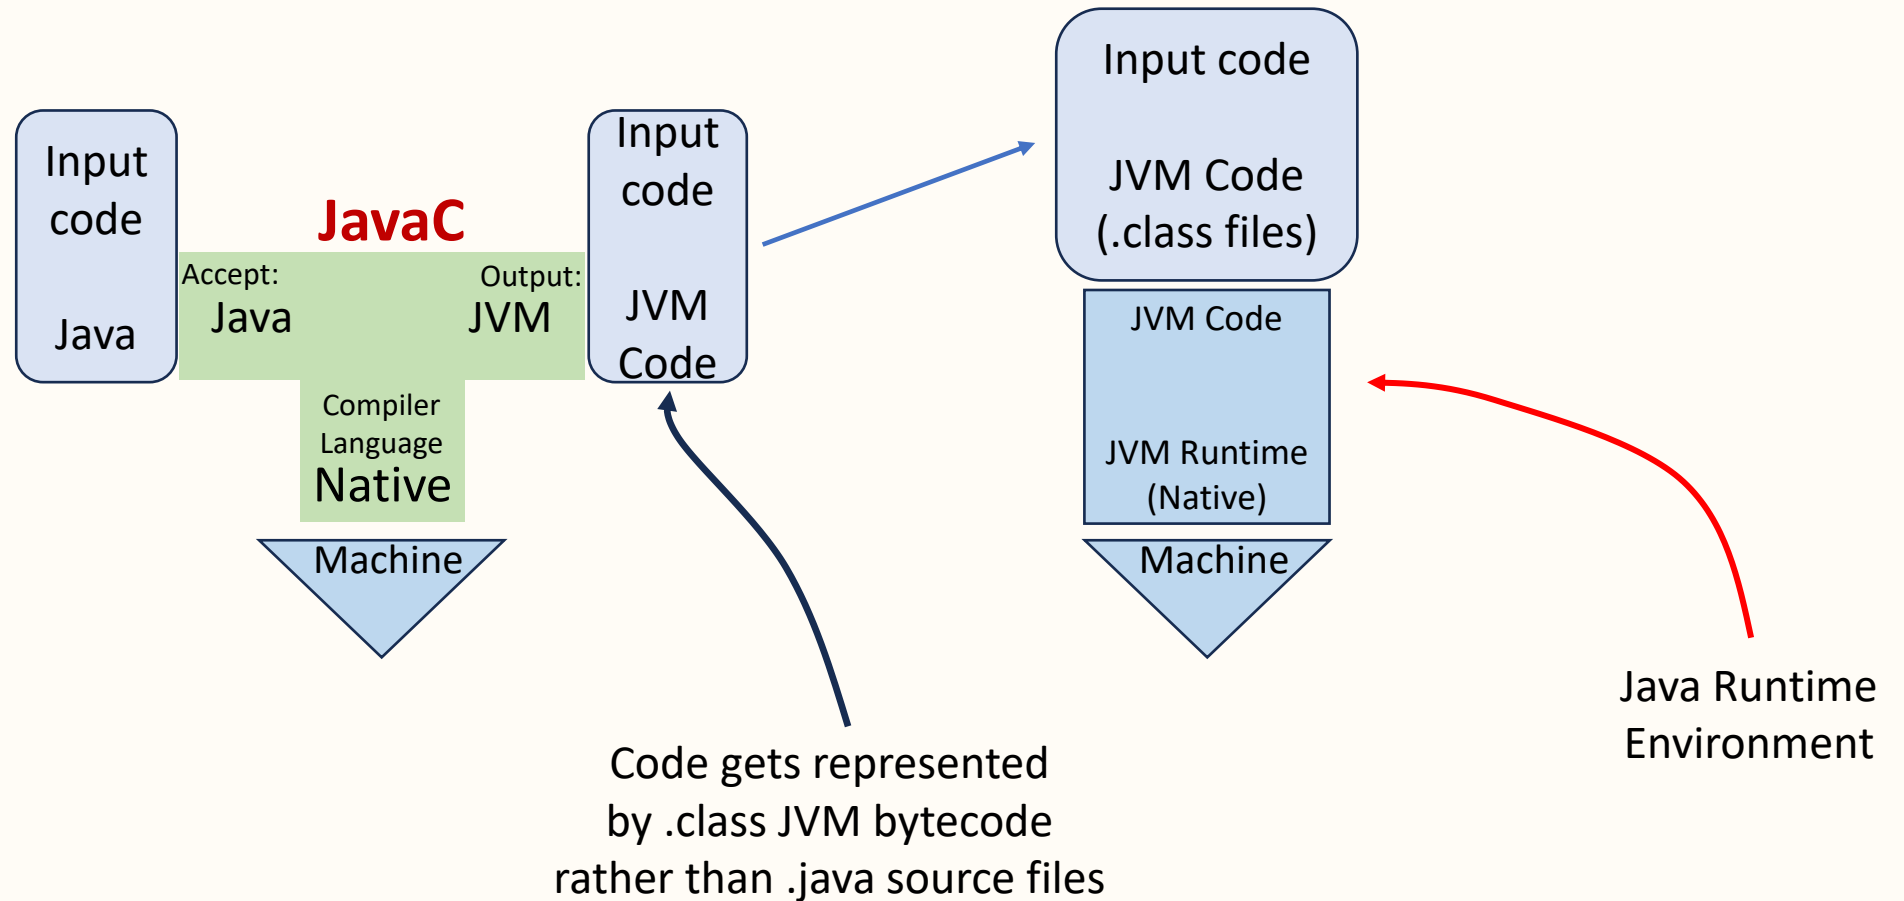 Input
code
Java
JavaC
Accept:
Java
Output:
JVM
Compiler
Language
Native
Machine
Input
code
JVM
Code
Input code
JVM Code
(.class files)
JVM Code
JVM Runtime
(Native)
Machine
Code gets represented
by .class JVM bytecode
rather than .java source files
Java Runtime
Environment